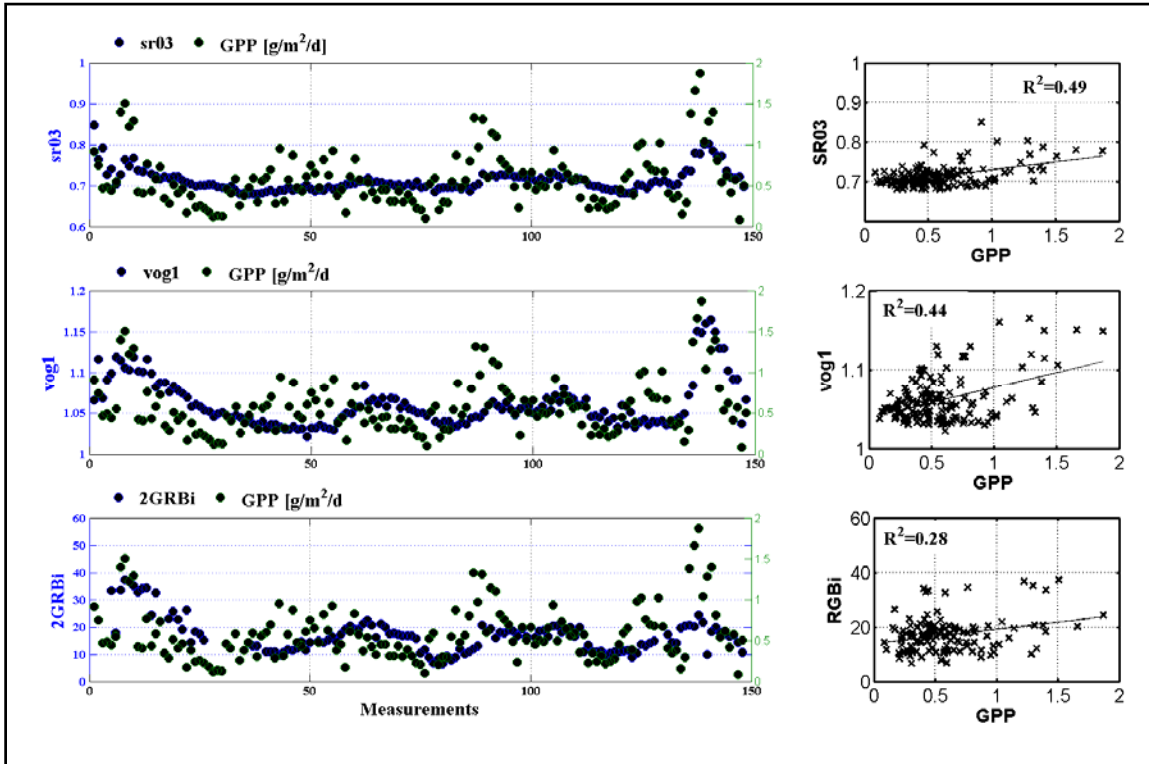 sr03 GPP [g/m²/d]
2
1.5
1
0.5
0
1
0.9
0.8
0.7
0.6
sr03
0 50 100 150
R²=0.49
1
0.9
0.8
0.7
SR03
0.5 1 1.5 2
GPP
vog1 GPP [g/m²/d
2
1.5
1
0.5
0
1.2
1.15
1.1
1.05
1
vog1
0 50 100 150
R²=0.44
1.2
1.1
1
vog1
0 0.5 1 1.5 2
GPP
2GRBi GPP [g/m²/d
2
1.5
1
0.5
0
60
50
40
30
20
10
0
2GRBi
0 50 100 150
Measurements
R²=0.28
60
40
20
0
RGBi
0 0.5 1 1.5 2
GPP